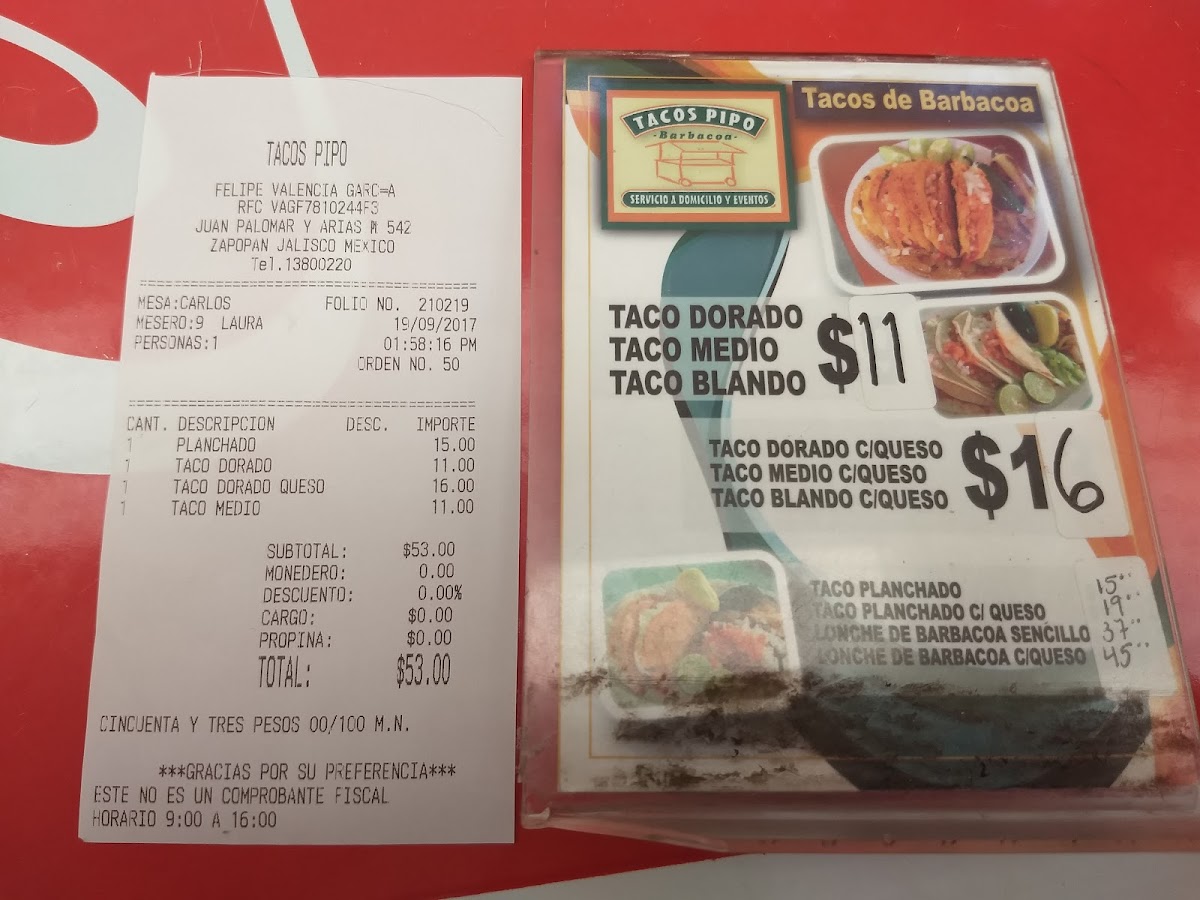 TACOS PIPO
FELIPE VALENCIA GARC=A
RFC VAGF7810244F3
JUAN PALOMAR Y ARIAS # 542
ZAPOPAN JALISCO MEXICO
Tel.13800220
MESA:CARLOS FOLIO NO. 210219
MESERO:9 LAURA 19/09/2017
PERSONAS:1 01:58:16 PM
ORDEN NO. 50
CANT. DESCRIPCION DESC. IMPORTE
1 PLANCHADO 15.00
1 TACO DORADO 11.00
1 TACO DORADO QUESO 16.00
1 TACO MEDIO 11.00
SUBTOTAL: $53.00
MONEDERO: 0.00
DESCUENTO: 0.00%
CARGO: $0.00
PROPINA: $0.00
TOTAL: $53.00
CINCUENTA Y TRES PESOS 00/100 M.N.
***GRACIAS POR SU PREFERENCIA***
ESTE NO ES UN COMPROBANTE FISCAL
HORARIO 9:00 A 16:00
TACOS PIPO
-Barbacoa-
SERVICIO A DOMICILIO Y EVENTOS
Tacos de Barbacoa
TACO DORADO
TACO MEDIO
TACO BLANDO
$11
TACO DORADO C/QUESO
TACO MEDIO C/QUESO
TACO BLANDO C/QUESO
$16
TACO PLANCHADO 15
TACO PLANCHADO C/ QUESO 19
LONCHE DE BARBACOA SENCILLO 37
LONCHE DE BARBACOA C/QUESO 45